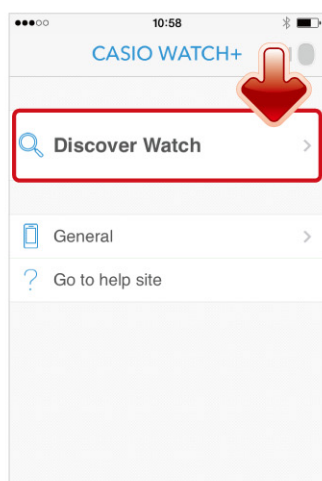 10:58
CASIO WATCH+
Discover Watch
General
Go to help site